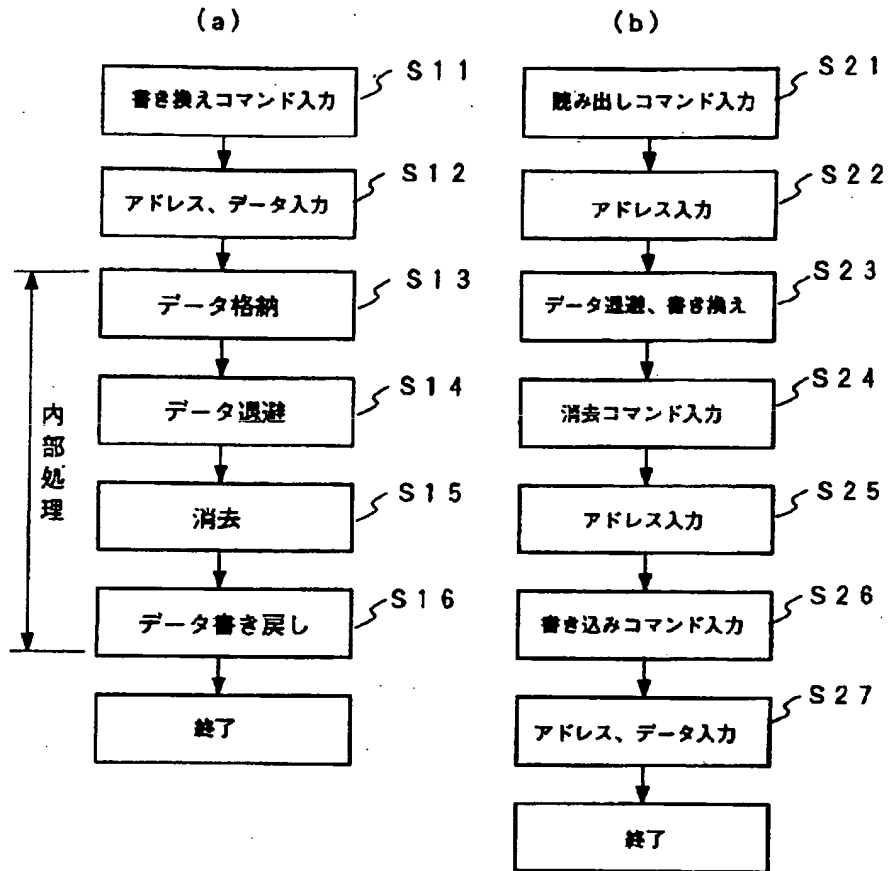 (a)
書き換えコマンド入力
S11
アドレス、データ入力
S12
内部処理
データ格納
S13
データ退避
S14
消去
S15
データ書き戻し
S16
終了
(b)
読み出しコマンド入力
S21
アドレス入力
S22
データ退避、書き換え
S23
消去コマンド入力
S24
アドレス入力
S25
書き込みコマンド入力
S26
アドレス、データ入力
S27
終了